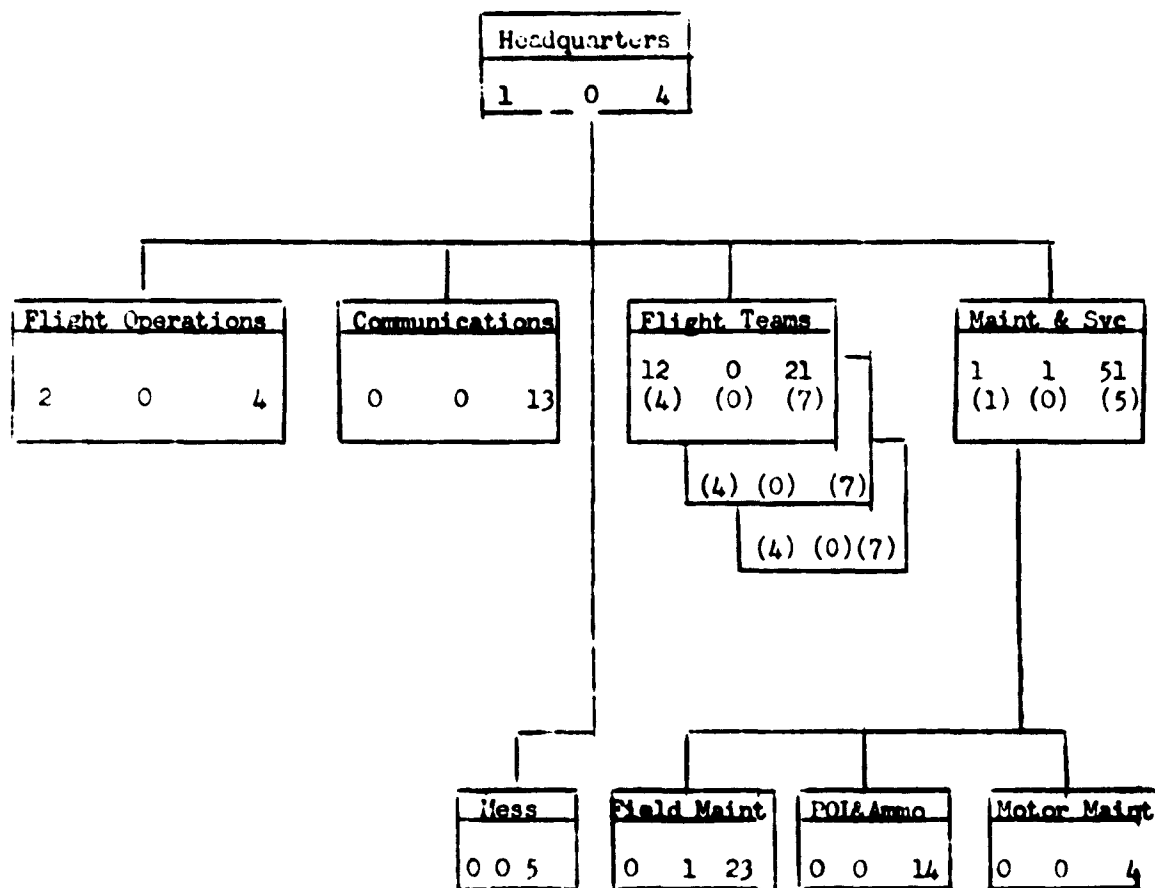 Headquarters
1 0 4
Flight Operations
2 0 4
Communications
0 0 13
Flight Teams
12 0 21
(4) (0) (7)
(4) (0) (7)
(4) (0)(7)
Maint & Svc
1 1 51
(1) (0) (5)
Mess
0 0 5
Field Maint
0 1 23
POL&Ammo
0 0 14
Motor Maint
0 0 4